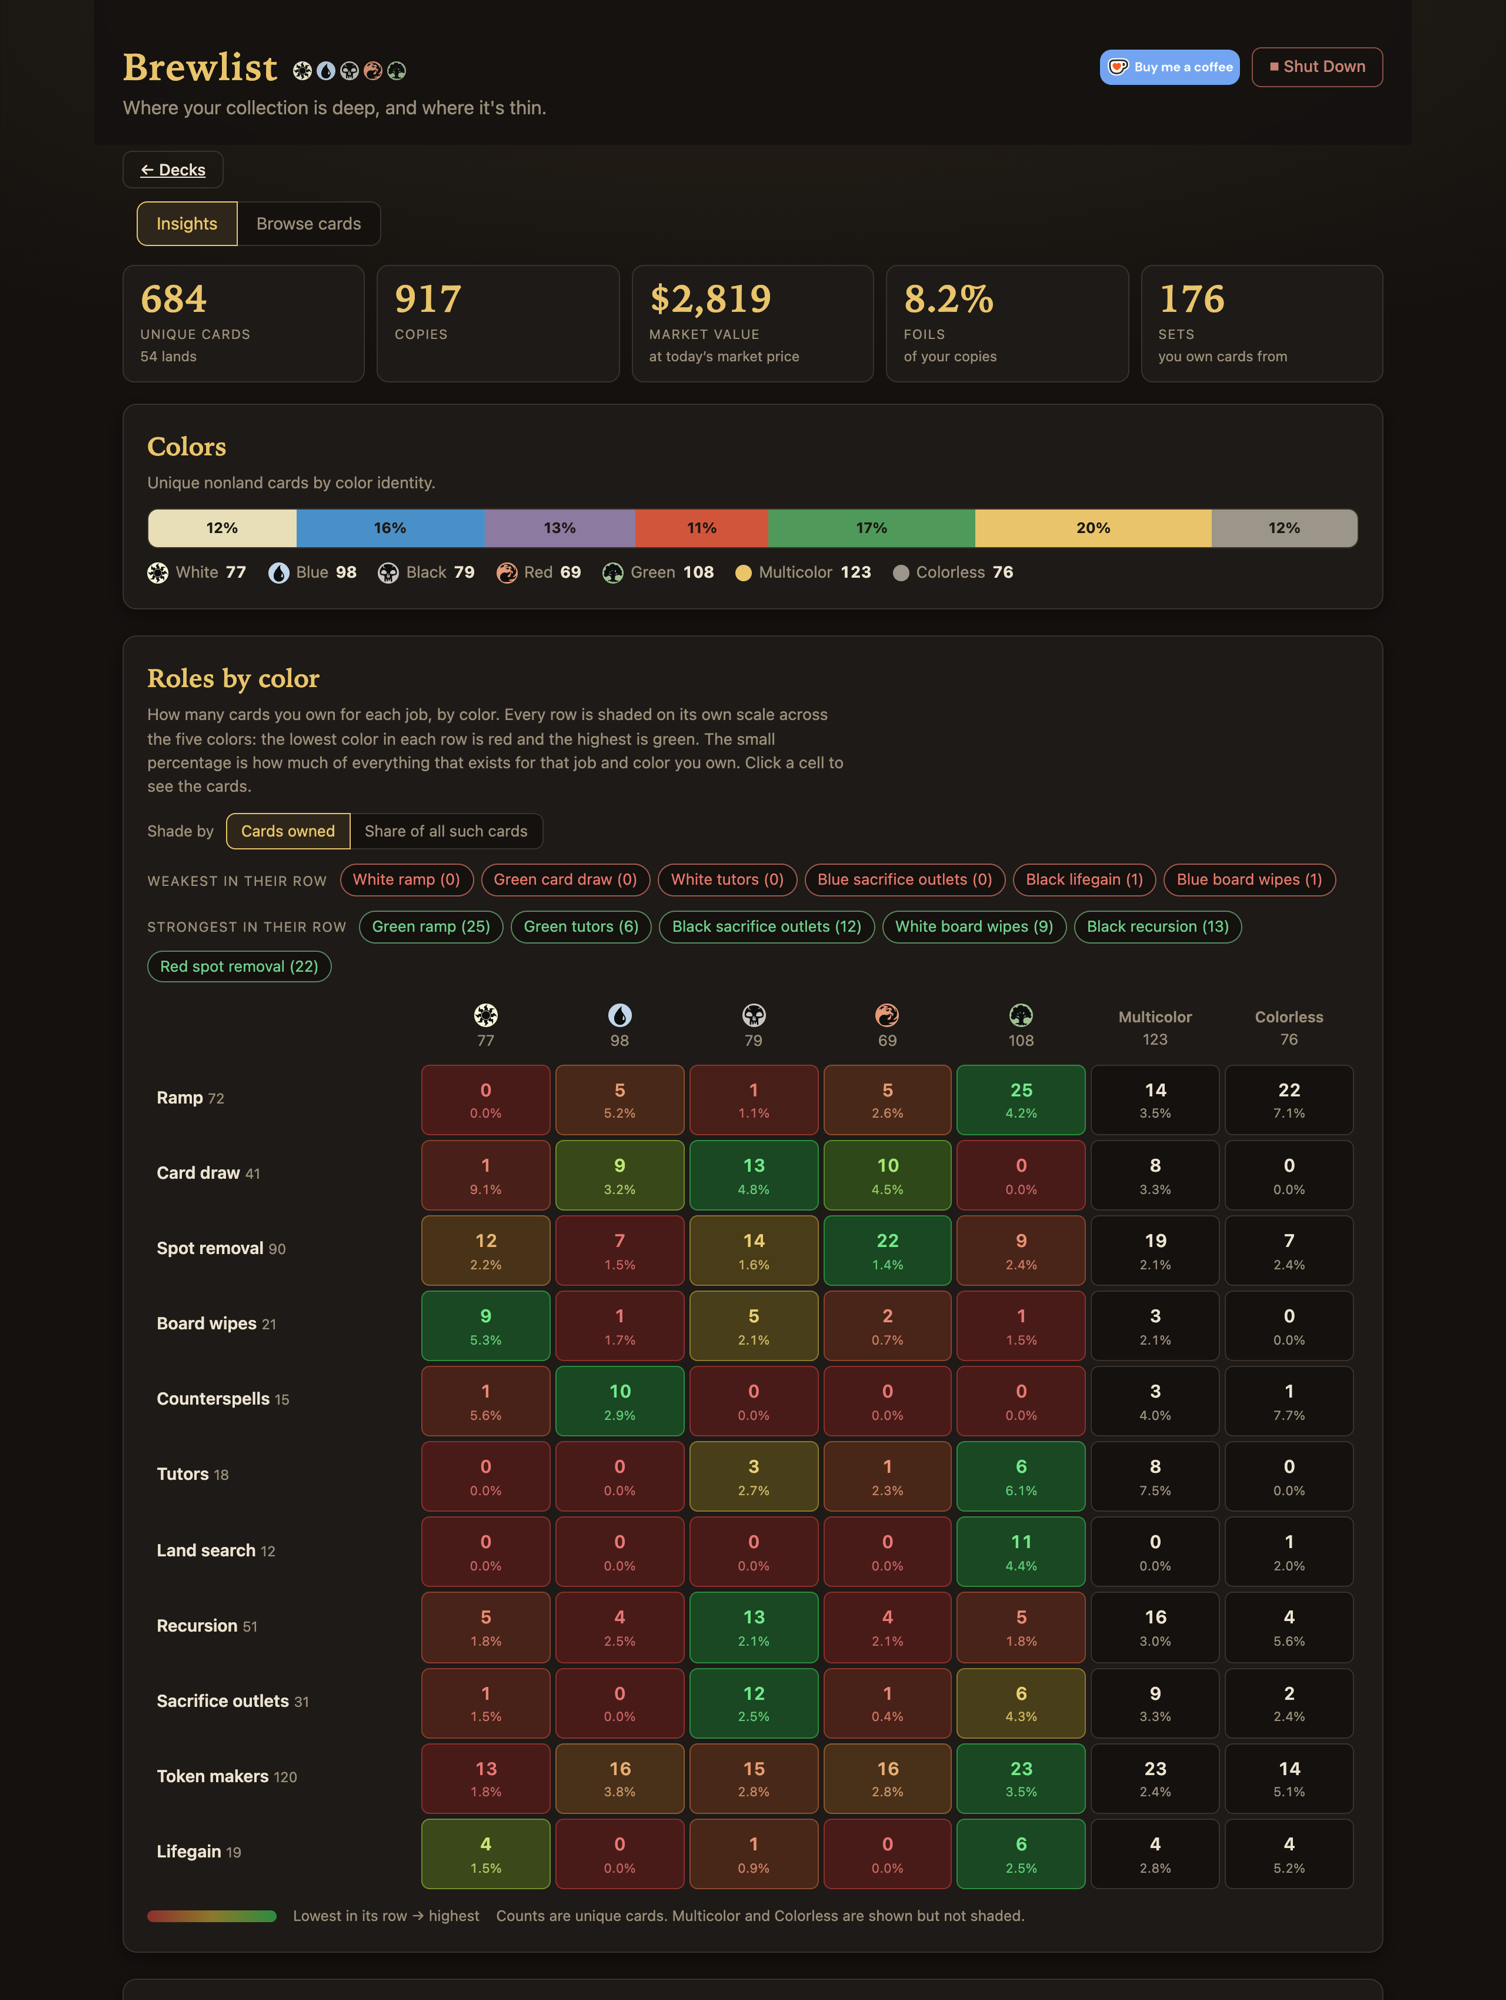 Brewlist
Buy me a coffee
Shut Down
Where your collection is deep, and where it's thin.
← Decks
Insights
Browse cards
684
UNIQUE CARDS
54 lands
917
COPIES
$2,819
MARKET VALUE
at today's market price
8.2%
FOILS
of your copies
176
SETS
you own cards from
Colors
Unique nonland cards by color identity.
12% 16% 13% 11% 17% 20% 12%
White 77 Blue 98 Black 79 Red 69 Green 108 Multicolor 123 Colorless 76
Roles by color
How many cards you own for each job, by color. Every row is shaded on its own scale across
the five colors: the lowest color in each row is red and the highest is green. The small
percentage is how much of everything that exists for that job and color you own. Click a cell to
see the cards.
Shade by Cards owned Share of all such cards
WEAKEST IN THEIR ROW White ramp (0) Green card draw (0) White tutors (0) Blue sacrifice outlets (0) Black lifegain (1) Blue board wipes (1)
STRONGEST IN THEIR ROW Green ramp (25) Green tutors (6) Black sacrifice outlets (12) White board wipes (9) Black recursion (13)
Red spot removal (22)
Multicolor Colorless
77 98 79 69 108 123 76
Ramp 72
0 5 1 5 25 14 22
0.0% 5.2% 1.1% 2.6% 4.2% 3.5% 7.1%
Card draw 41
1 9 13 10 0 8 0
9.1% 3.2% 4.8% 4.5% 0.0% 3.3% 0.0%
Spot removal 90
12 7 14 22 9 19 7
2.2% 1.5% 1.6% 1.4% 2.4% 2.1% 2.4%
Board wipes 21
9 1 5 2 1 3 0
5.3% 1.7% 2.1% 0.7% 1.5% 2.1% 0.0%
Counterspells 15
1 10 0 0 0 3 1
5.6% 2.9% 0.0% 0.0% 0.0% 4.0% 7.7%
Tutors 18
0 0 3 1 6 8 0
0.0% 0.0% 2.7% 2.3% 6.1% 7.5% 0.0%
Land search 12
0 0 0 0 11 0 1
0.0% 0.0% 0.0% 0.0% 4.4% 0.0% 2.0%
Recursion 51
5 4 13 4 5 16 4
1.8% 2.5% 2.1% 2.1% 1.8% 3.0% 5.6%
Sacrifice outlets 31
1 0 12 1 6 9 2
1.5% 0.0% 2.5% 0.4% 4.3% 3.3% 2.4%
Token makers 120
13 16 15 16 23 23 14
1.8% 3.8% 2.8% 2.8% 3.5% 2.4% 5.1%
Lifegain 19
4 0 1 0 6 4 4
1.5% 0.0% 0.9% 0.0% 2.5% 2.8% 5.2%
Lowest in its row → highest Counts are unique cards. Multicolor and Colorless are shown but not shaded.